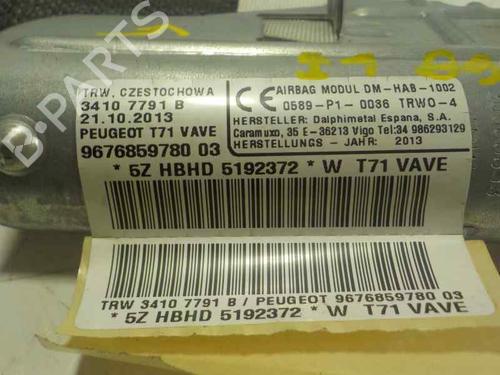 B-PARTS
TRW. CZESTOCHOWA
3410 7791 B
21.10.2013
PEUGEOT T71 VAVE
9676859780 03
CE AIRBAG MODUL DM-HAB-1002
0589-P1-0036 TRWO-4
HERSTELLER: Dalphimetal Espana, S.A.
Caramuxo, 35 E-36213 Vigo Tel:34 986293129
HERSTELLUNGS - JAHR: 2013
* 5Z HBHD 5192372 * W T71 VAVE
TRW 3410 7791 B / PEUGEOT 9676859780 03
* 5Z HBHD 5192372 * W T71 VAVE